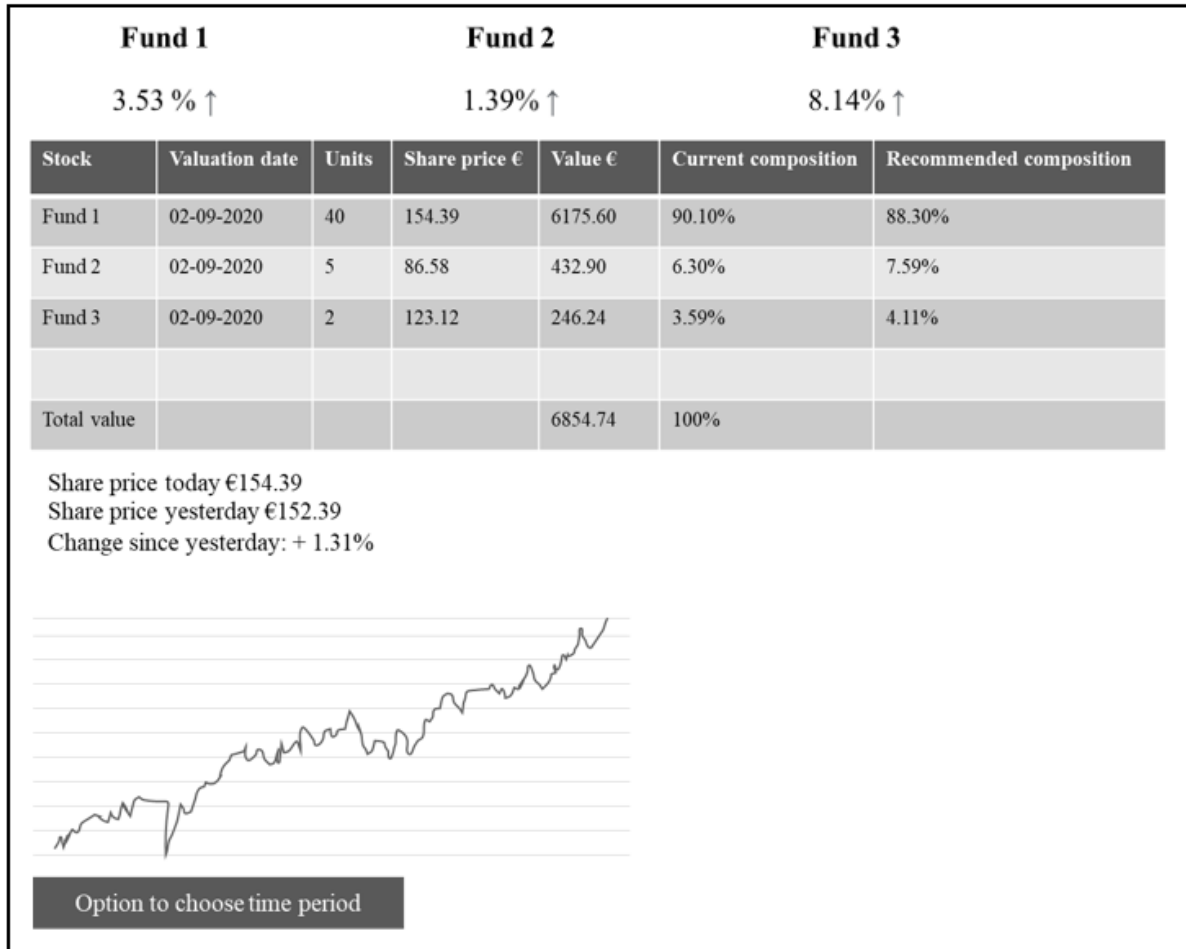 Fund 1 Fund 2 Fund 3
3.53 % ↑ 1.39% ↑ 8.14% ↑
Stock Valuation date Units Share price € Value € Current composition Recommended composition
Fund 1 02-09-2020 40 154.39 6175.60 90.10% 88.30%
Fund 2 02-09-2020 5 86.58 432.90 6.30% 7.59%
Fund 3 02-09-2020 2 123.12 246.24 3.59% 4.11%
Total value 6854.74 100%
Share price today €154.39
Share price yesterday €152.39
Change since yesterday: + 1.31%
Option to choose time period